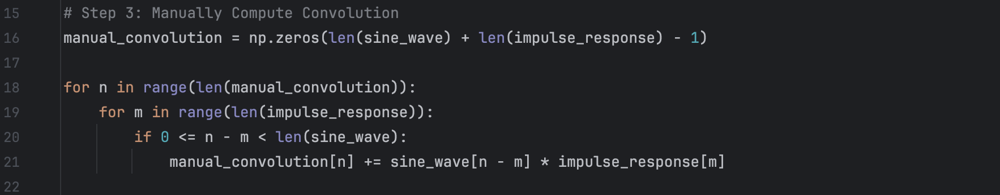 15 # Step 3: Manually Compute Convolution
16 manual_convolution = np.zeros(len(sine_wave) + len(impulse_response) - 1)
17
18 for n in range(len(manual_convolution)):
19     for m in range(len(impulse_response)):
20         if 0 <= n - m < len(sine_wave):
21             manual_convolution[n] += sine_wave[n - m] * impulse_response[m]
22